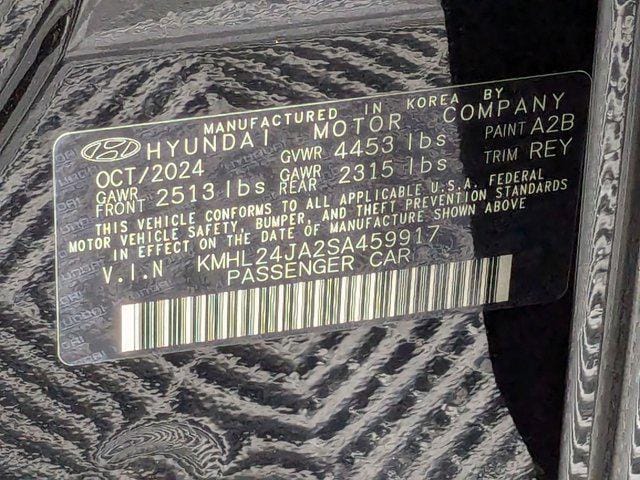 MANUFACTURED IN KOREA BY
HYUNDAI MOTOR COMPANY
OCT/2024 GVWR 4453 lbs PAINT A2B
GAWR FRONT 2513 lbs GAWR REAR 2315 lbs TRIM REY
THIS VEHICLE CONFORMS TO ALL APPLICABLE U.S.A. FEDERAL
MOTOR VEHICLE SAFETY, BUMPER, AND THEFT PREVENTION STANDARDS
IN EFFECT ON THE DATE OF MANUFACTURE SHOWN ABOVE
V.I.N KMHL24JA2SA459917
PASSENGER CAR